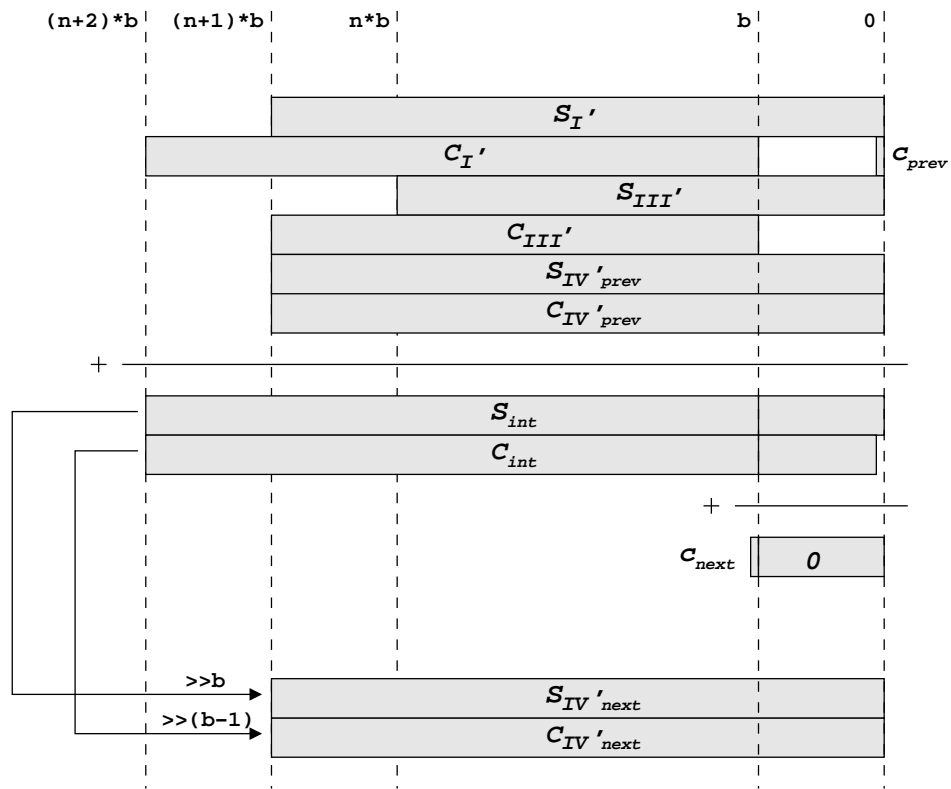 (n+2)*b (n+1)*b n*b b 0
S_I'
C_I' c_prev
S_III'
C_III'
S_IV'_prev
C_IV'_prev
+
S_int
C_int
+
c_next 0
>>b S_IV'_next
>>(b-1) C_IV'_next